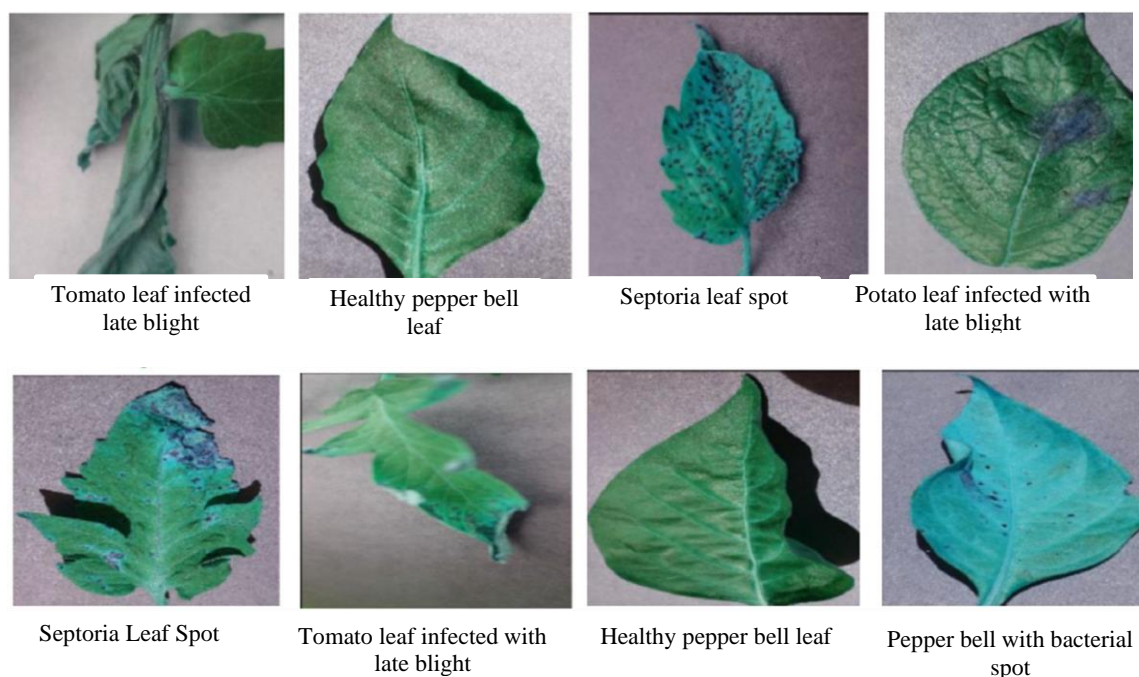 Tomato leaf infected
late blight
Healthy pepper bell
leaf
Septoria leaf spot
Potato leaf infected with
late blight
Septoria Leaf Spot
Tomato leaf infected with
late blight
Healthy pepper bell leaf
Pepper bell with bacterial
spot